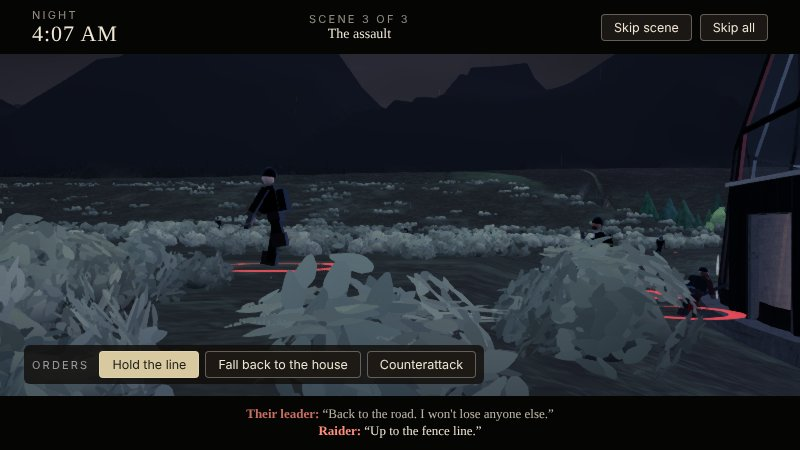 NIGHT
4:07 AM
SCENE 3 OF 3
The assault
Skip scene
Skip all
ORDERS
Hold the line
Fall back to the house
Counterattack
Their leader: “Back to the road. I won't lose anyone else.”
Raider: “Up to the fence line.”